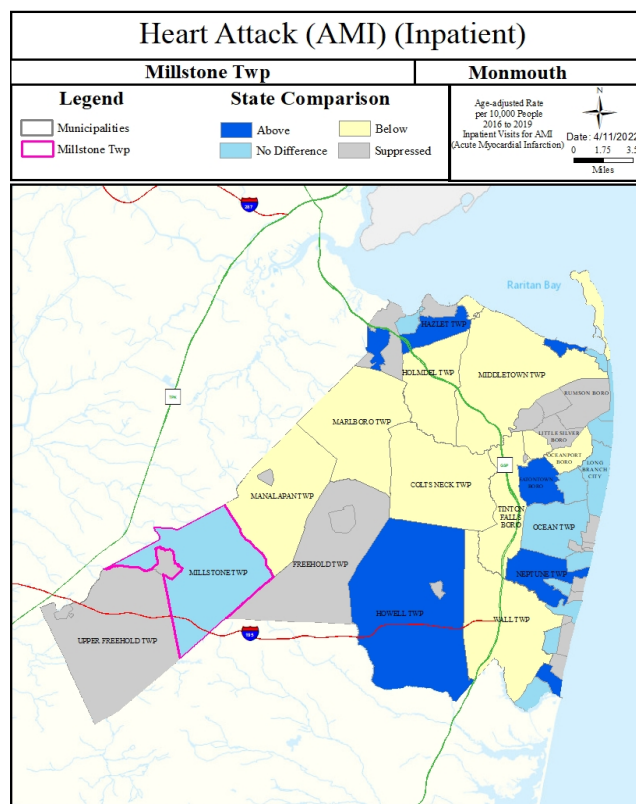 Heart Attack (AMI) (Inpatient)
Millstone Twp
Monmouth
Legend
Municipalities
Millstone Twp
State Comparison
Above
Below
No Difference
Suppressed
Age-adjusted Rate
per 10,000 People
2016 to 2019
Inpatient Visits for AMI
(Acute Myocardial Infarction)
N
Date: 4/11/2022
0 1.75 3.5
Miles
287
Raritan Bay
HAZLET TWP
HOLMDEL TWP
MIDDLETOWN TWP
RUMSON BORO
MARLBORO TWP
LITTLE SILVER
BORO
OCEANPORT
BORO
LONG
BRANCH
CITY
COLTS NECK TWP
MANALAPAN TWP
TINTON
FALLS
BORO
OCEAN TWP
FREEHOLD TWP
MILLSTONE TWP
NEPTUNE TWP
HOWELL TWP
WALL TWP
UPPER FREEHOLD TWP
195